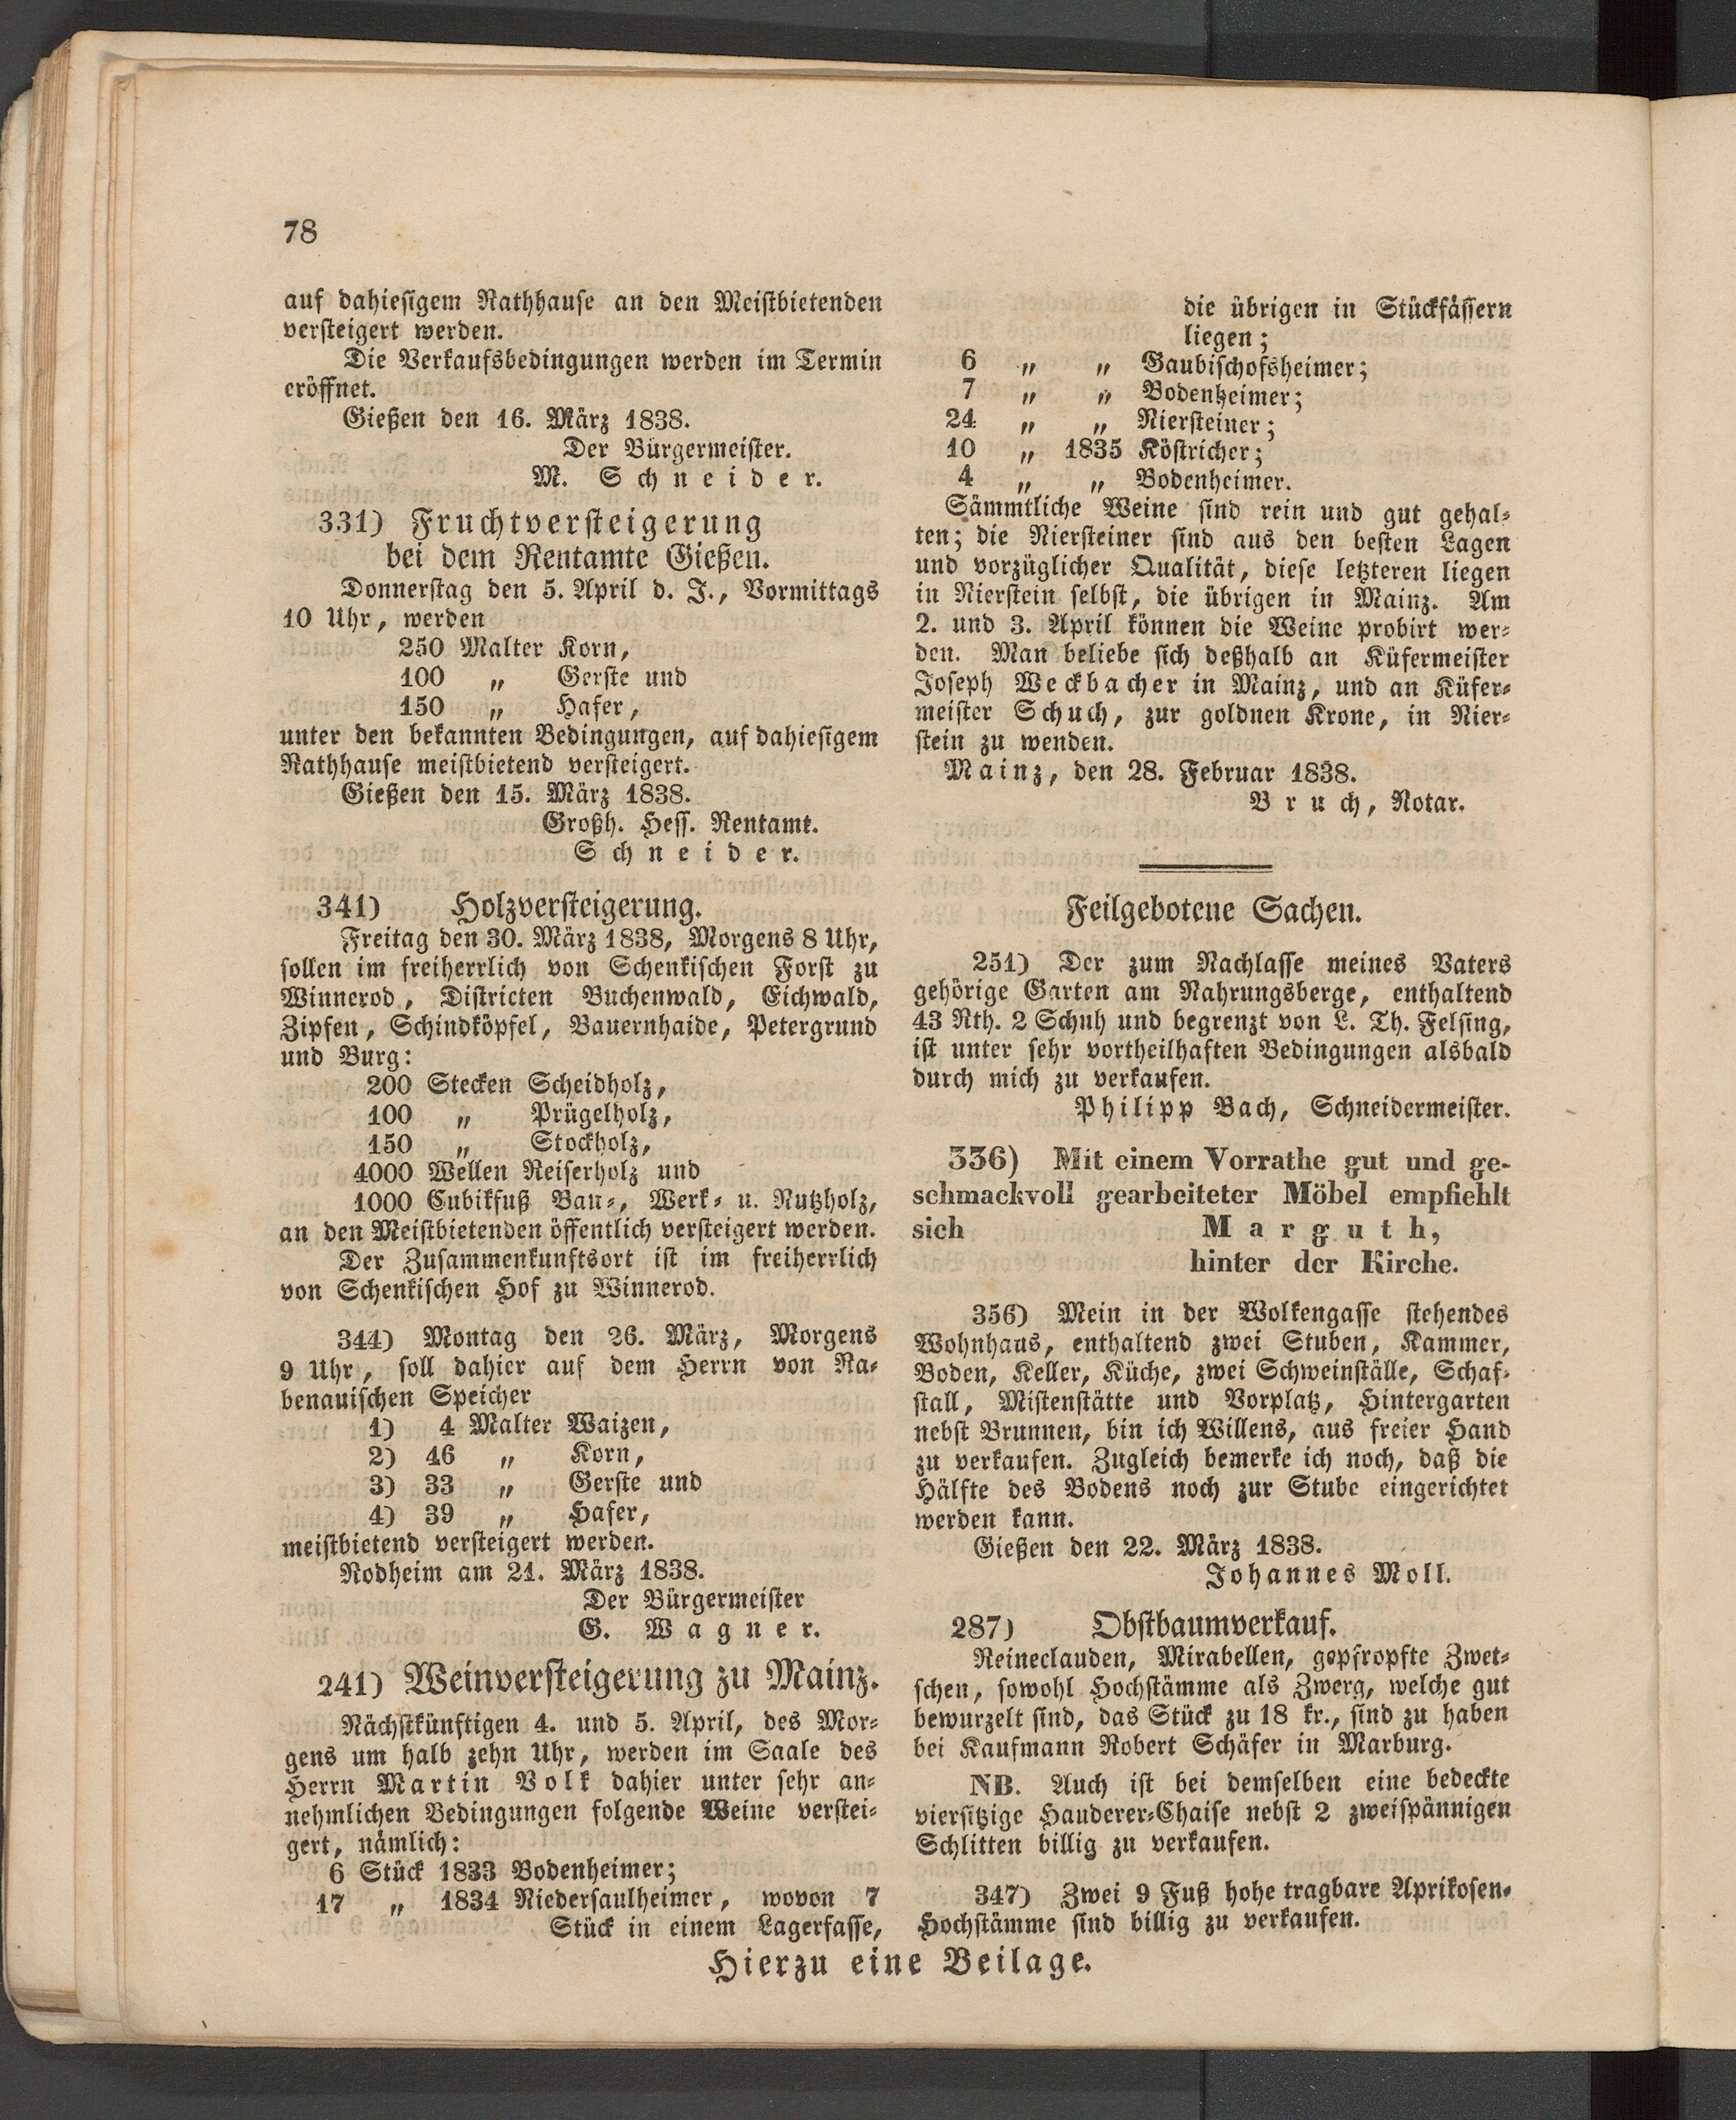 78
auf dahiesigem Rathhause an den Meistbietenden
versteigert werden.
Die Verkaufsbedingungen werden im Termin
eröffnet.
Gießen den 16. März 1838.
Der Bürgermeister.
M. Schneider.
331) Fruchtversteigerung
bei dem Rentamte Gießen.
Donnerstag den 5. April d. J., Vormittags
10 Uhr, werden
250 Malter Korn,
100 „ Gerste und
150 „ Hafer,
unter den bekannten Bedingungen, auf dahiesigem
Rathhause meistbietend versteigert.
Gießen den 15. März 1838.
Großh. Hess. Rentamt.
Schneider.
341) Holzversteigerung.
Freitag den 30. März 1838, Morgens 8 Uhr,
sollen im freiherrlich von Schenkischen Forst zu
Winnerod, Districten Buchenwald, Eichwald,
Zipfen, Schindköpfel, Bauernhaide, Petergrund
und Burg:
200 Stecken Scheidholz,
100 „ Prügelholz,
150 „ Stockholz,
4000 Wellen Reiserholz und
1000 Cubikfuß Bau-, Werk- u. Nutzholz,
an den Meistbietenden öffentlich versteigert werden.
Der Zusammenkunftsort ist im freiherrlich
von Schenkischen Hof zu Winnerod.
344) Montag den 26. März, Morgens
9 Uhr, soll dahier auf dem Herrn von Ra-
benauischen Speicher
1) 4 Malter Waizen,
2) 46 „ Korn,
3) 33 „ Gerste und
4) 39 „ Hafer,
meistbietend versteigert werden.
Rodheim am 21. März 1838.
Der Bürgermeister
G. Wagner.
241) Weinversteigerung zu Mainz.
Nächstkünftigen 4. und 5. April, des Mor-
gens um halb zehn Uhr, werden im Saale des
Herrn Martin Volk dahier unter sehr an-
nehmlichen Bedingungen folgende Weine verstei-
gert, nämlich:
6 Stück 1833 Bodenheimer;
17 „ 1834 Niedersaulheimer, wovon 7
Stück in einem Lagerfasse,
die übrigen in Stückfässern
liegen;
6 „ „ Gaubischofsheimer;
7 „ „ Bodenheimer;
24 „ „ Niersteiner;
10 „ 1835 Köstricher;
4 „ „ Bodenheimer.
Sämmtliche Weine sind rein und gut gehal-
ten; die Niersteiner sind aus den besten Lagen
und vorzüglicher Qualität, diese letzteren liegen
in Nierstein selbst, die übrigen in Mainz. Am
2. und 3. April können die Weine probirt wer-
den. Man beliebe sich deßhalb an Küfermeister
Joseph Weckbacher in Mainz, und an Küfer-
meister Schuch, zur goldnen Krone, in Nier-
stein zu wenden.
Mainz, den 28. Februar 1838.
Bruch, Notar.
Feilgebotene Sachen.
251) Der zum Nachlasse meines Vaters
gehörige Garten am Nahrungsberge, enthaltend
43 Rth. 2 Schuh und begrenzt von L. Th. Felsing,
ist unter sehr vortheilhaften Bedingungen alsbald
durch mich zu verkaufen.
Philipp Bach, Schneidermeister.
336) Mit einem Vorrathe gut und ge-
schmackvoll gearbeiteter Möbel empfiehlt
sich Marguth,
hinter der Kirche.
356) Mein in der Wolkengasse stehendes
Wohnhaus, enthaltend zwei Stuben, Kammer,
Boden, Keller, Küche, zwei Schweinställe, Schaf-
stall, Mistenstätte und Vorplatz, Hintergarten
nebst Brunnen, bin ich Willens, aus freier Hand
zu verkaufen. Zugleich bemerke ich noch, daß die
Hälfte des Bodens noch zur Stube eingerichtet
werden kann.
Gießen den 22. März 1838.
Johannes Moll.
287) Obstbaumverkauf.
Reineclauden, Mirabellen, gepfropfte Zwet-
schen, sowohl Hochstämme als Zwerg, welche gut
bewurzelt sind, das Stück zu 18 kr., sind zu haben
bei Kaufmann Robert Schäfer in Marburg.
NB. Auch ist bei demselben eine bedeckte
viersitzige Hauderer-Chaise nebst 2 zweispännigen
Schlitten billig zu verkaufen.
347) Zwei 9 Fuß hohe tragbare Aprikosen-
Hochstämme sind billig zu verkaufen.
Hierzu eine Beilage.